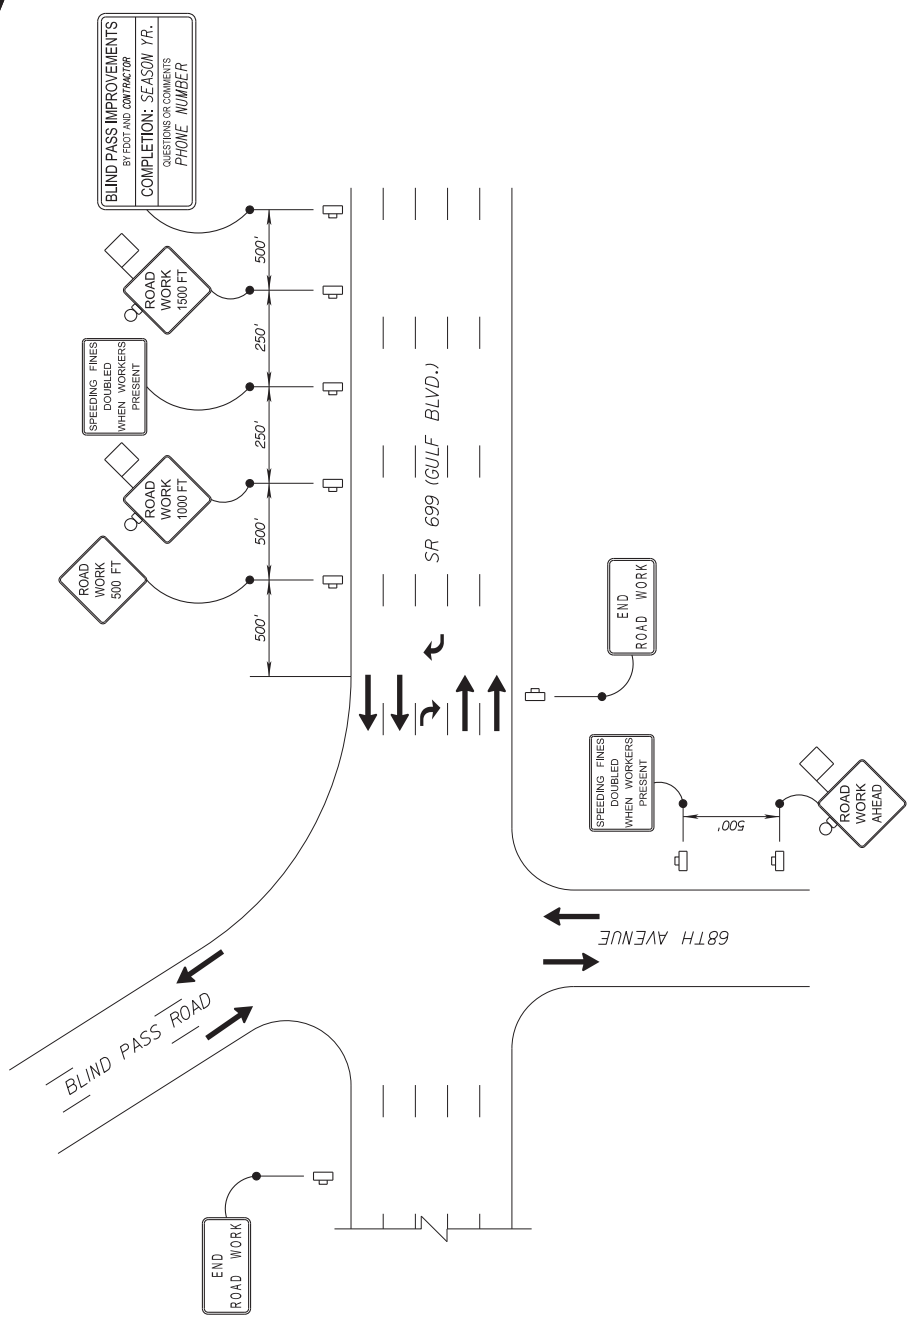 BLIND PASS IMPROVEMENTS
BY FDOT AND CONTRACTOR
COMPLETION: SEASON YR.
QUESTIONS OR COMMENTS
PHONE NUMBER
500'
ROAD
WORK
1500 FT
250'
SPEEDING FINES
DOUBLED
WHEN WORKERS
PRESENT
250'
ROAD
WORK
1000 FT
500'
ROAD
WORK
500 FT
500'
SR 699 (GULF BLVD.)
END
ROAD WORK
SPEEDING FINES
DOUBLED
WHEN WORKERS
PRESENT
500'
ROAD
WORK
AHEAD
68TH AVENUE
BLIND PASS ROAD
END
ROAD WORK